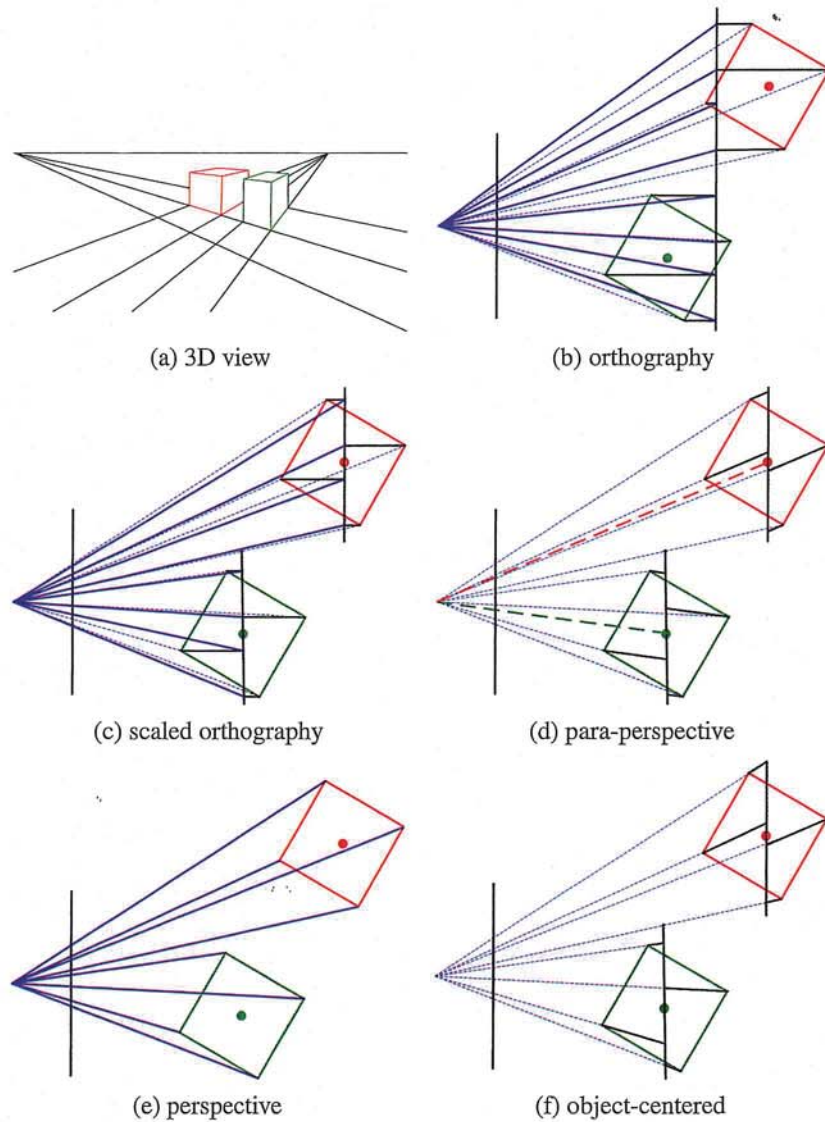 (a) 3D view
(b) orthography
(c) scaled orthography
(d) para-perspective
(e) perspective
(f) object-centered